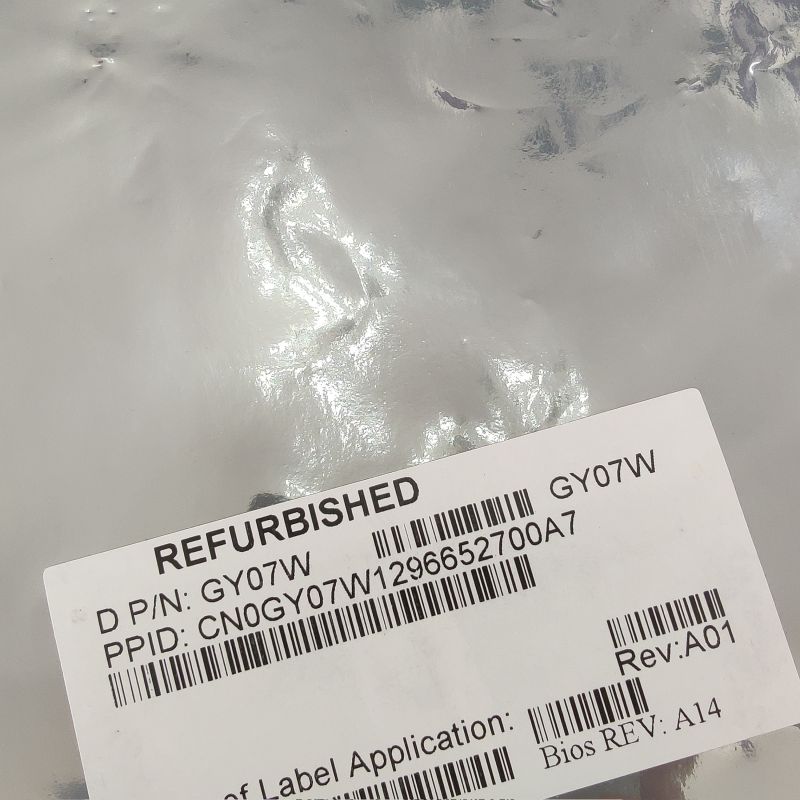 REFURBISHED
D P/N: GY07W GY07W
PPID: CN0GY07W1296652700A7
Rev:A01
of Label Application:
Bios REV: A14